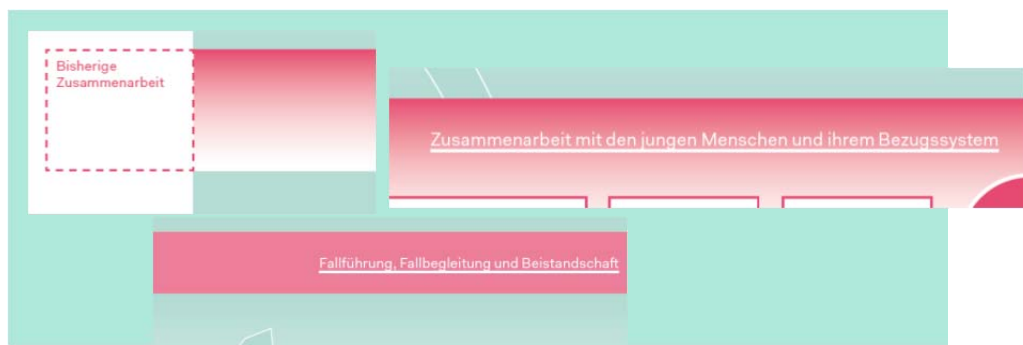 Bisherige
Zusammenarbeit
Zusammenarbeit mit den jungen Menschen und ihrem Bezugssystem
Fallführung, Fallbegleitung und Beistandschaft